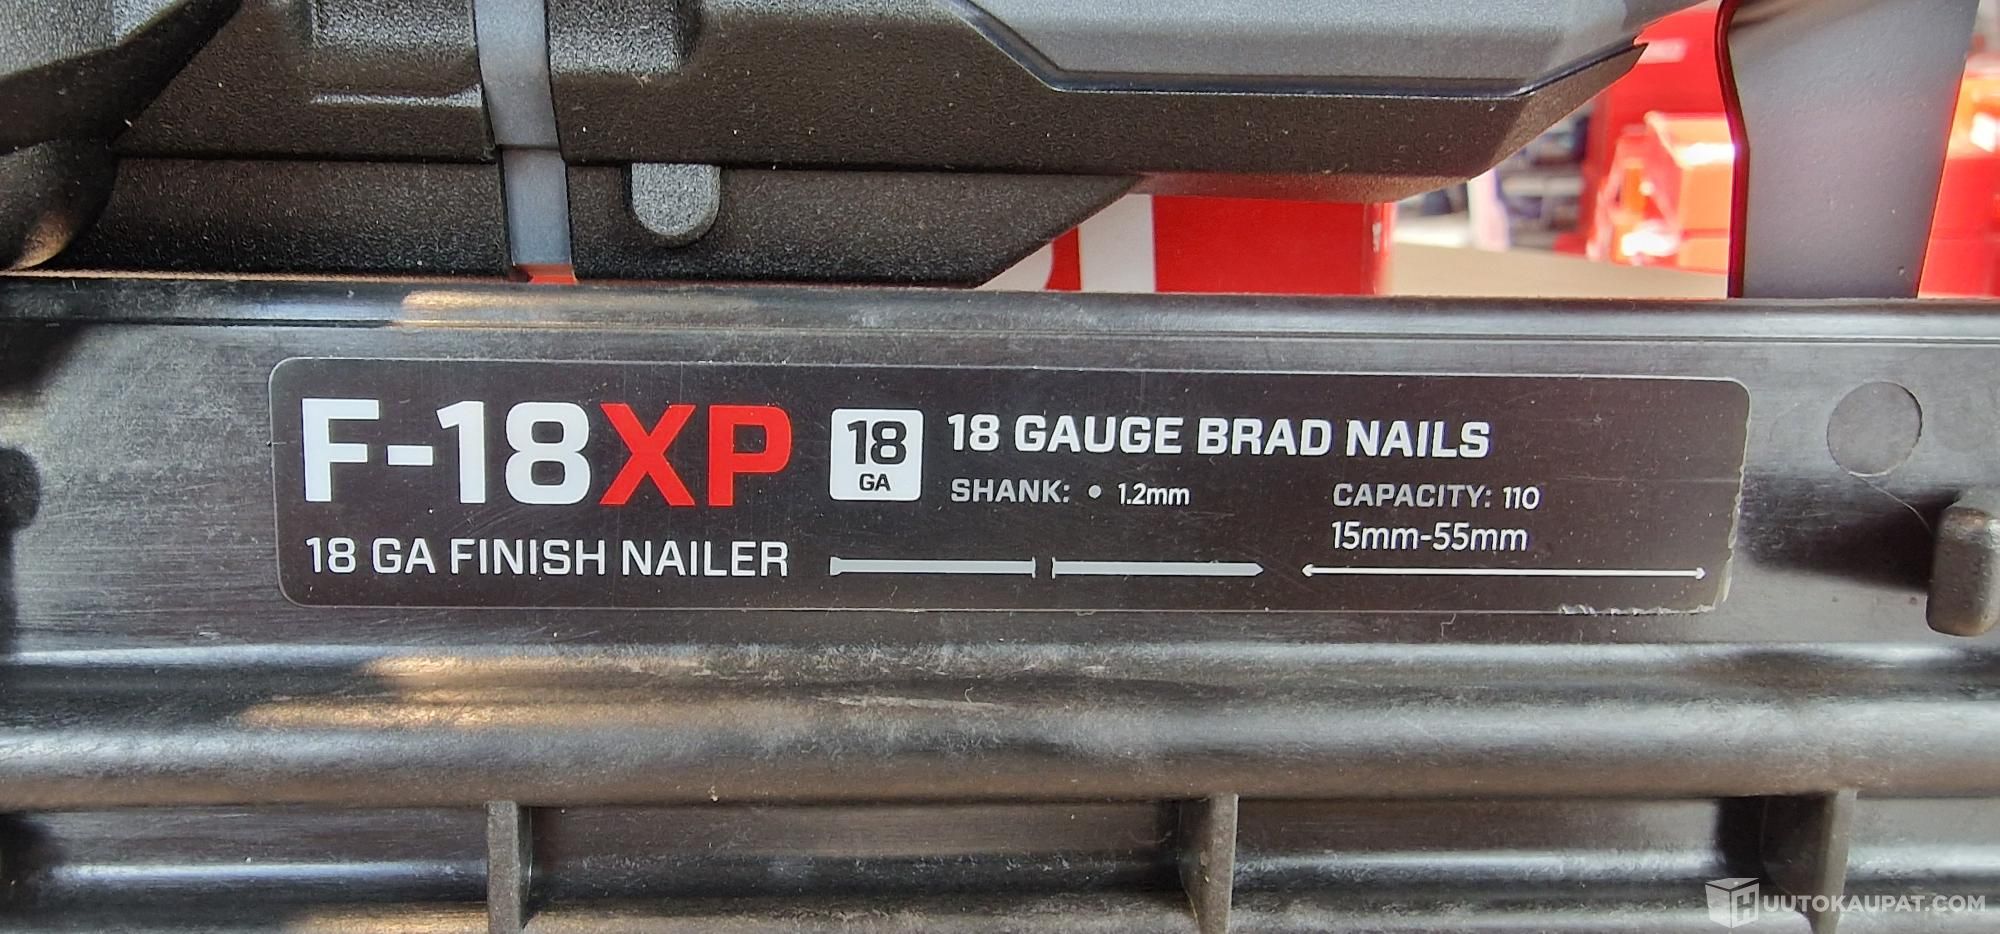 F-18XP
18 GA FINISH NAILER
18
GA
18 GAUGE BRAD NAILS
SHANK: • 1.2mm
CAPACITY: 110
15mm-55mm
HUUTOKAUPAT.COM